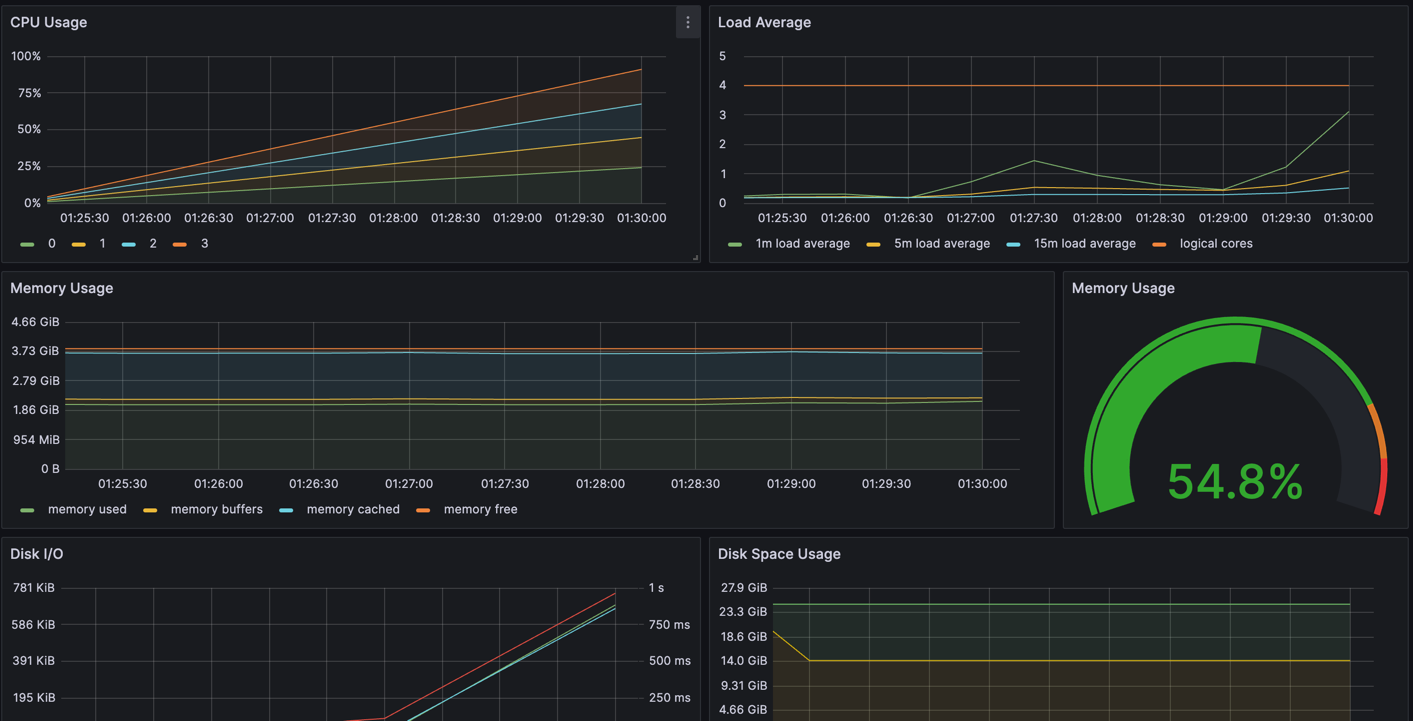 CPU Usage
100%
75%
50%
25%
0%
01:25:30 01:26:00 01:26:30 01:27:00 01:27:30 01:28:00 01:28:30 01:29:00 01:29:30 01:30:00
0 1 2 3
Load Average
5
4
3
2
1
0
01:25:30 01:26:00 01:26:30 01:27:00 01:27:30 01:28:00 01:28:30 01:29:00 01:29:30 01:30:00
1m load average 5m load average 15m load average logical cores
Memory Usage
4.66 GiB
3.73 GiB
2.79 GiB
1.86 GiB
954 MiB
0 B
01:25:30 01:26:00 01:26:30 01:27:00 01:27:30 01:28:00 01:28:30 01:29:00 01:29:30 01:30:00
memory used memory buffers memory cached memory free
Memory Usage
54.8%
Disk I/O
781 KiB 1 s
586 KiB 750 ms
391 KiB 500 ms
195 KiB 250 ms
Disk Space Usage
27.9 GiB
23.3 GiB
18.6 GiB
14.0 GiB
9.31 GiB
4.66 GiB